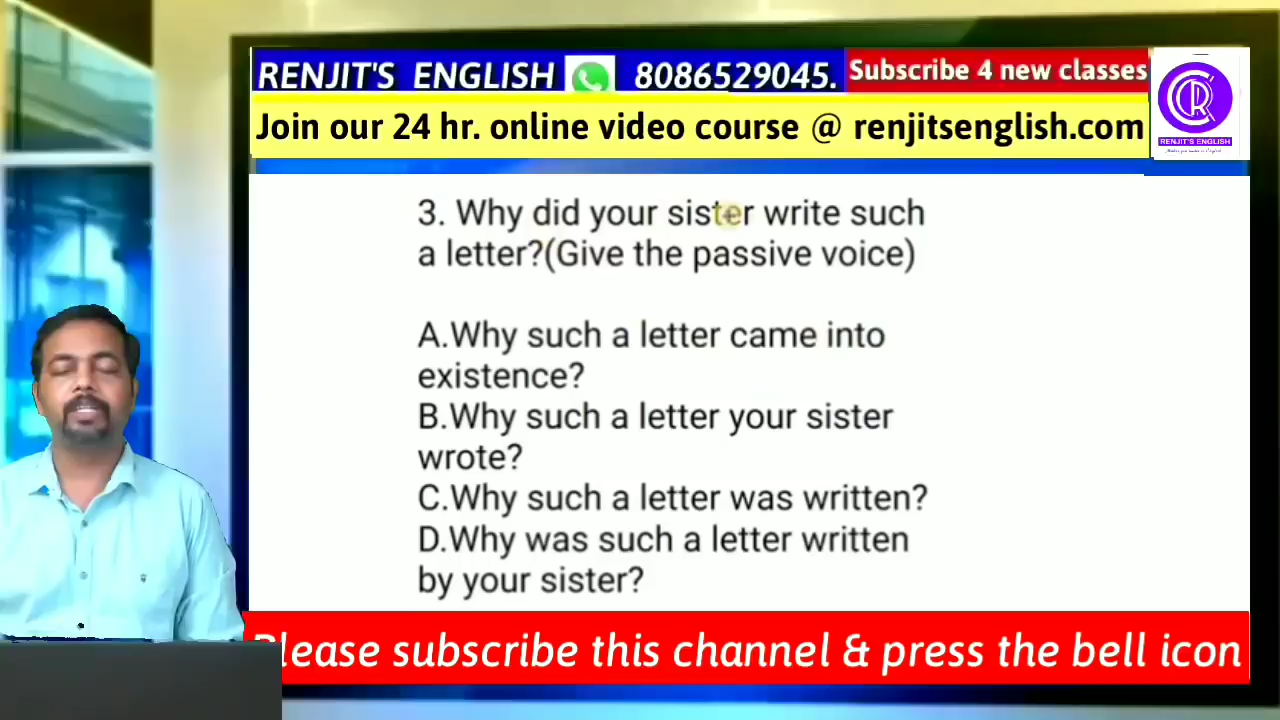 RENJIT'S ENGLISH 8086529045. Subscribe 4 new classes
Join our 24 hr. online video course @ renjitsenglish.com
RENJIT'S ENGLISH
3. Why did your sister write such
a letter?(Give the passive voice)
A.Why such a letter came into
existence?
B.Why such a letter your sister
wrote?
C.Why such a letter was written?
D.Why was such a letter written
by your sister?
Please subscribe this channel & press the bell icon